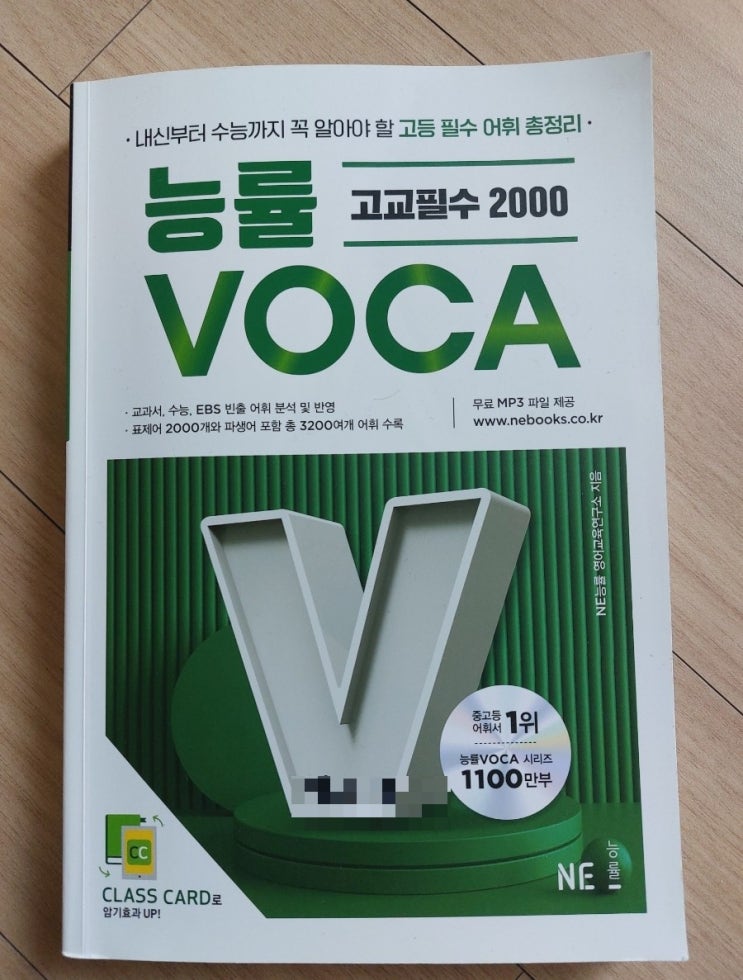 · 내신부터 수능까지 꼭 알아야 할 고등 필수 어휘 총정리 ·
능률
고교필수 2000
VOCA
· 교과서, 수능, EBS 빈출 어휘 분석 및 반영
· 표제어 2000개와 파생어 포함 총 3200여개 어휘 수록
무료 MP3 파일 제공
www.nebooks.co.kr
NE능률 영어교육연구소 지음
V
중고등
어휘서 1위
능률VOCA 시리즈
1100만부
CC
CLASS CARD로
암기효과 UP!
NE 능률